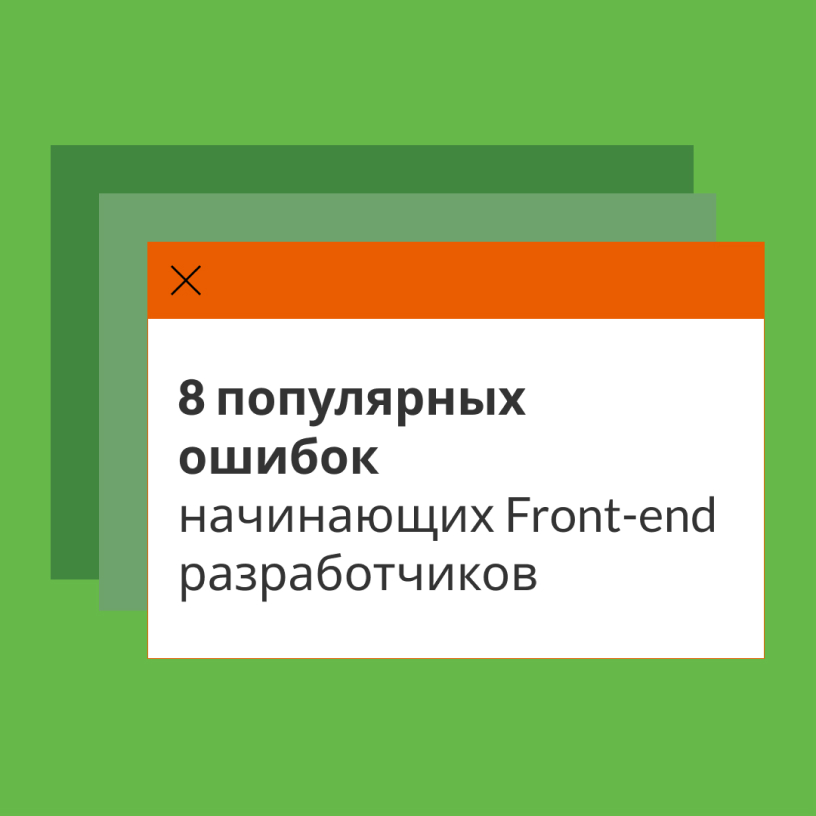 8 популярных
ошибок
начинающих Front-end
разработчиков